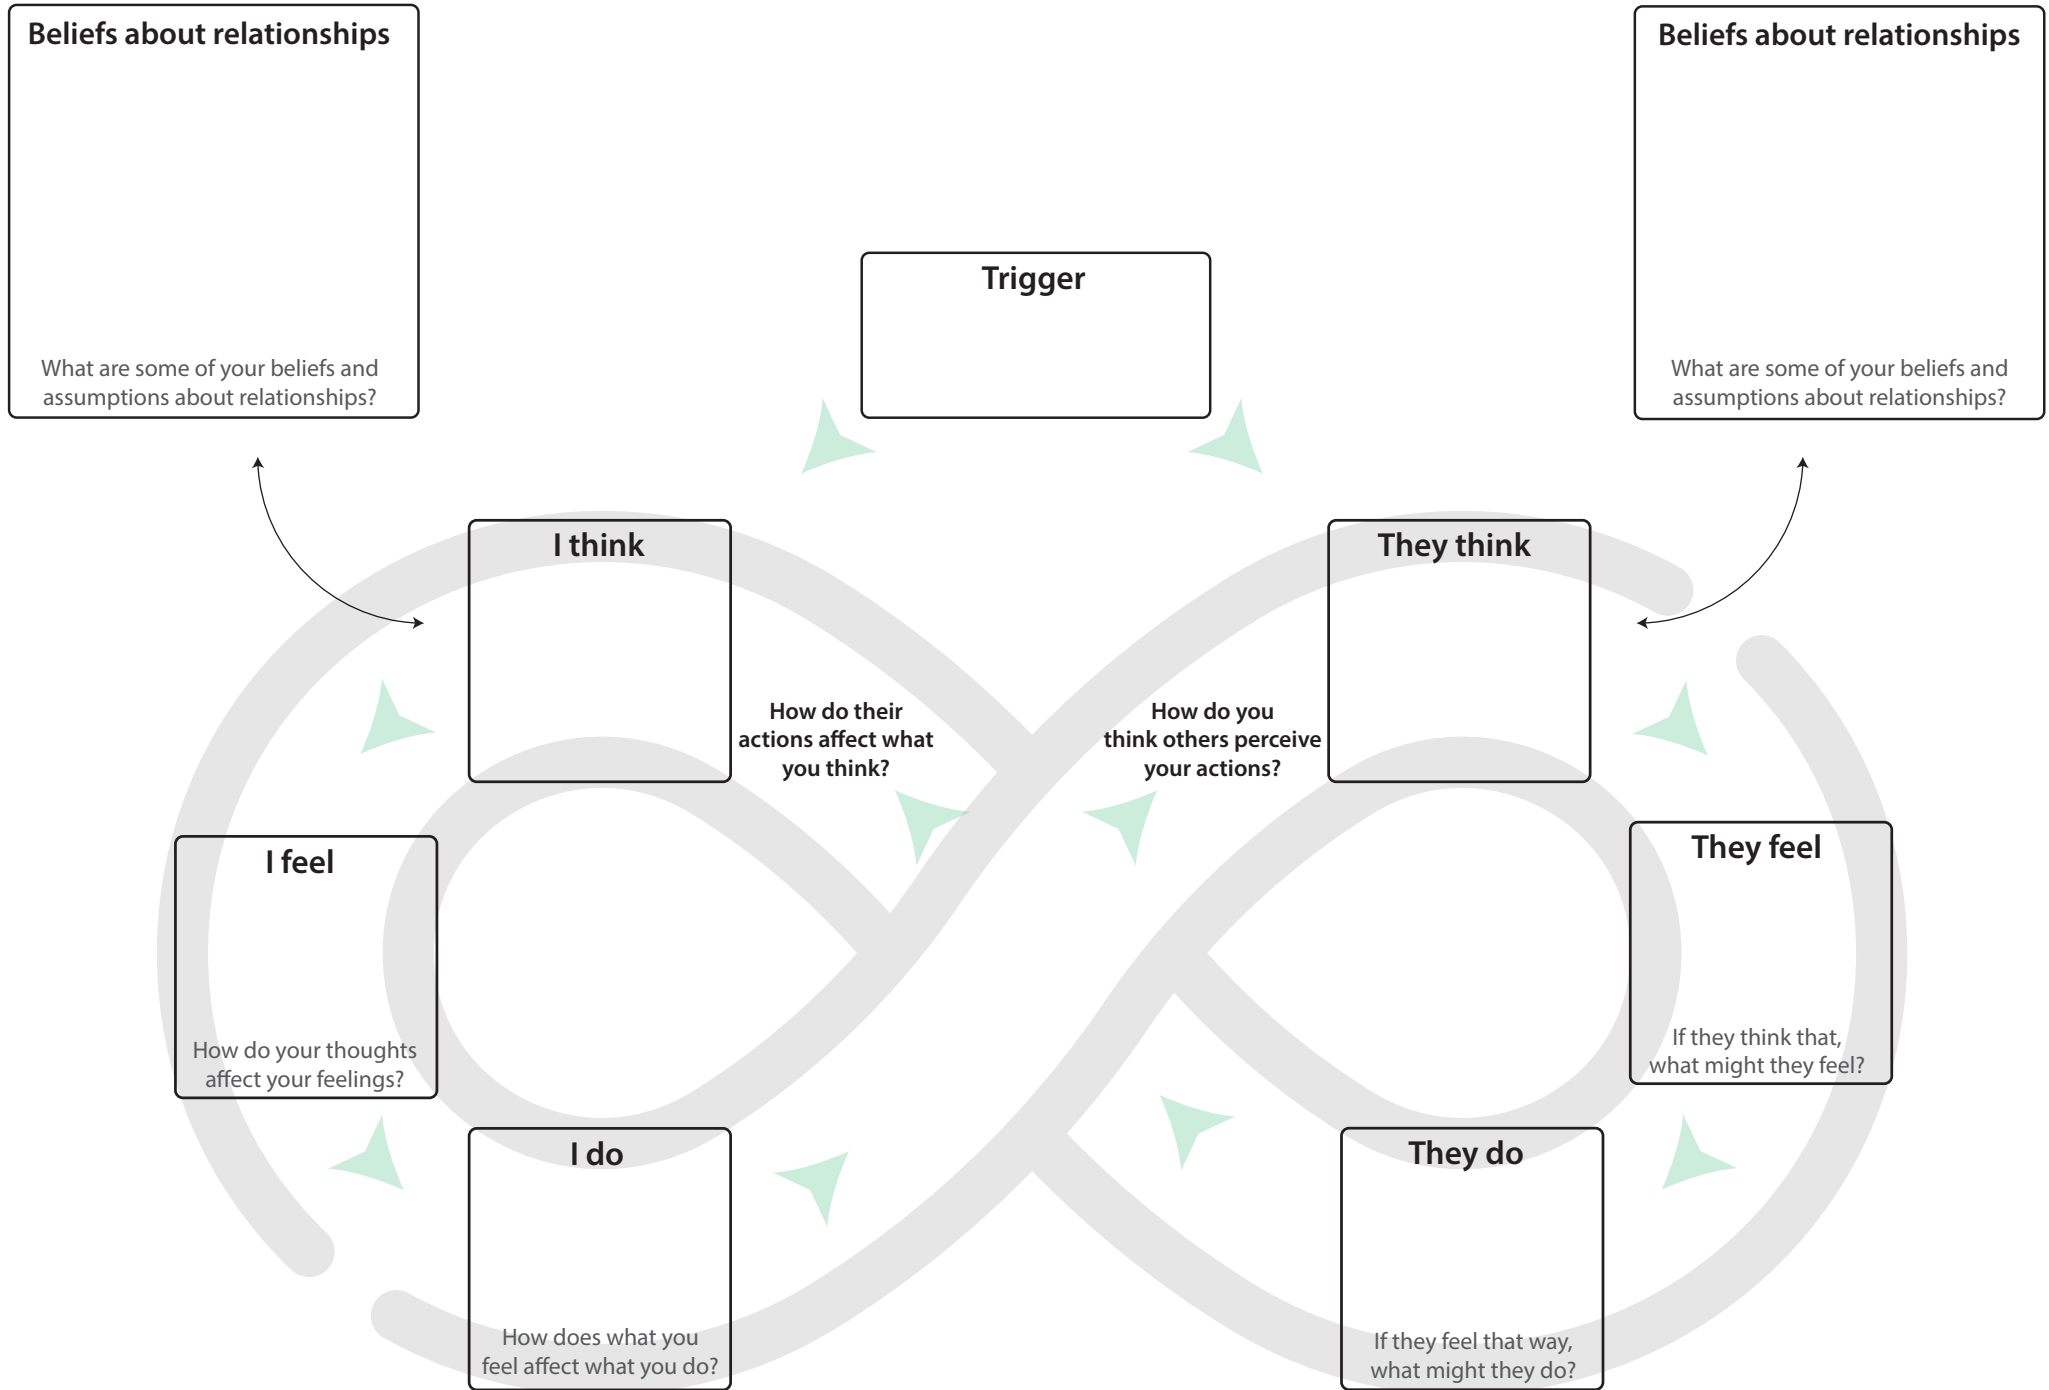 Beliefs about relationships
What are some of your beliefs and
assumptions about relationships?
Beliefs about relationships
What are some of your beliefs and
assumptions about relationships?
Trigger
I think
They think
How do their
actions affect what
you think?
How do you
think others perceive
your actions?
I feel
How do your thoughts
affect your feelings?
They feel
If they think that,
what might they feel?
I do
How does what you
feel affect what you do?
They do
If they feel that way,
what might they do?